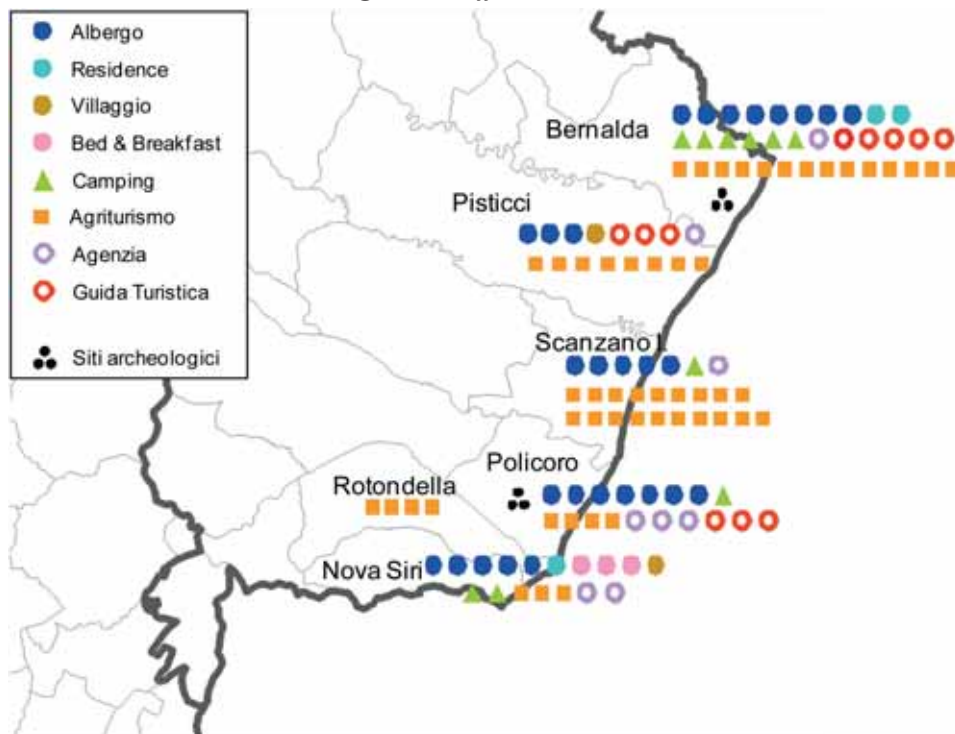 Albergo
Residence
Villaggio
Bed & Breakfast
Camping
Agriturismo
Agenzia
Guida Turistica
Siti archeologici
Bernalda
Pisticci
Scanzano I.
Policoro
Rotondella
Nova Siri